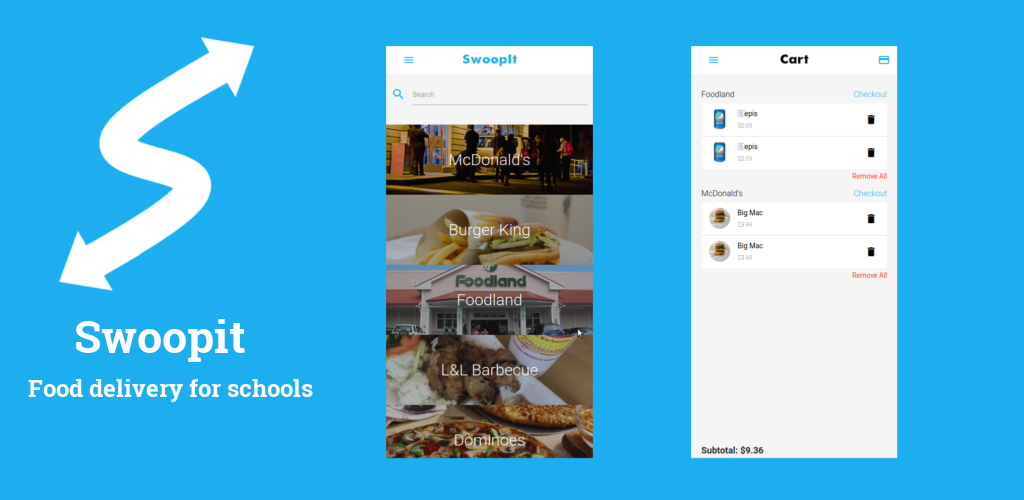 Swoopit
Food delivery for schools
SwoopIt
Search
McDonald's
Burger King
Foodland
Foodland
L&L Barbecue
Dominoes
Cart
Foodland
Checkout
epis
$0.69
epis
$0.69
Remove All
McDonald's
Checkout
Big Mac
$3.99
Big Mac
$3.99
Remove All
Subtotal: $9.36